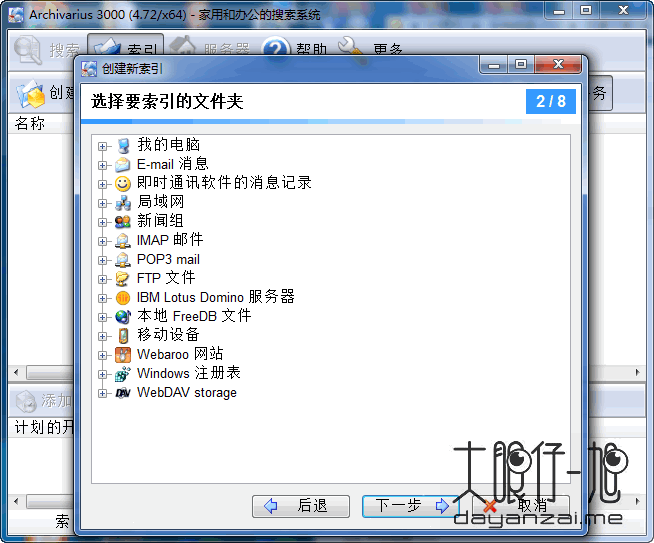 Archivarius 3000 (4.72/x64) - 家用和办公的搜索系统
搜索 索引 服务器 帮助 更多
创建新索引
创建
务
选择要索引的文件夹
2 / 8
名称
我的电脑
E-mail 消息
即时通讯软件的消息记录
局域网
新闻组
IMAP 邮件
POP3 mail
FTP 文件
IBM Lotus Domino 服务器
本地 FreeDB 文件
移动设备
Webaroo 网站
Windows 注册表
WebDAV storage
添加
计划的开
后退
下一步
取消
索
大眼仔~旭
dayanzai.me